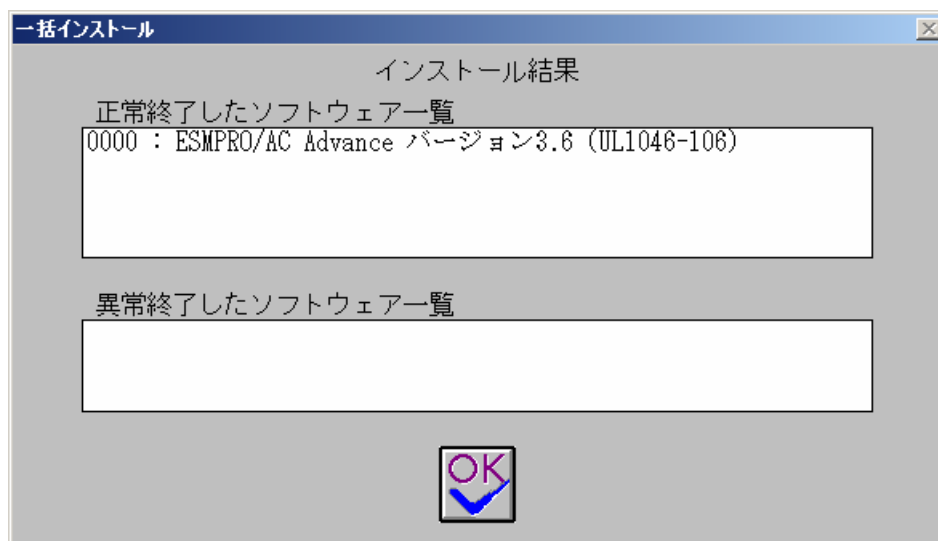 一括インストール
インストール結果
正常終了したソフトウェア一覧
0000 : ESMPRO/AC Advance バージョン3.6 (UL1046-106)
異常終了したソフトウェア一覧
OK